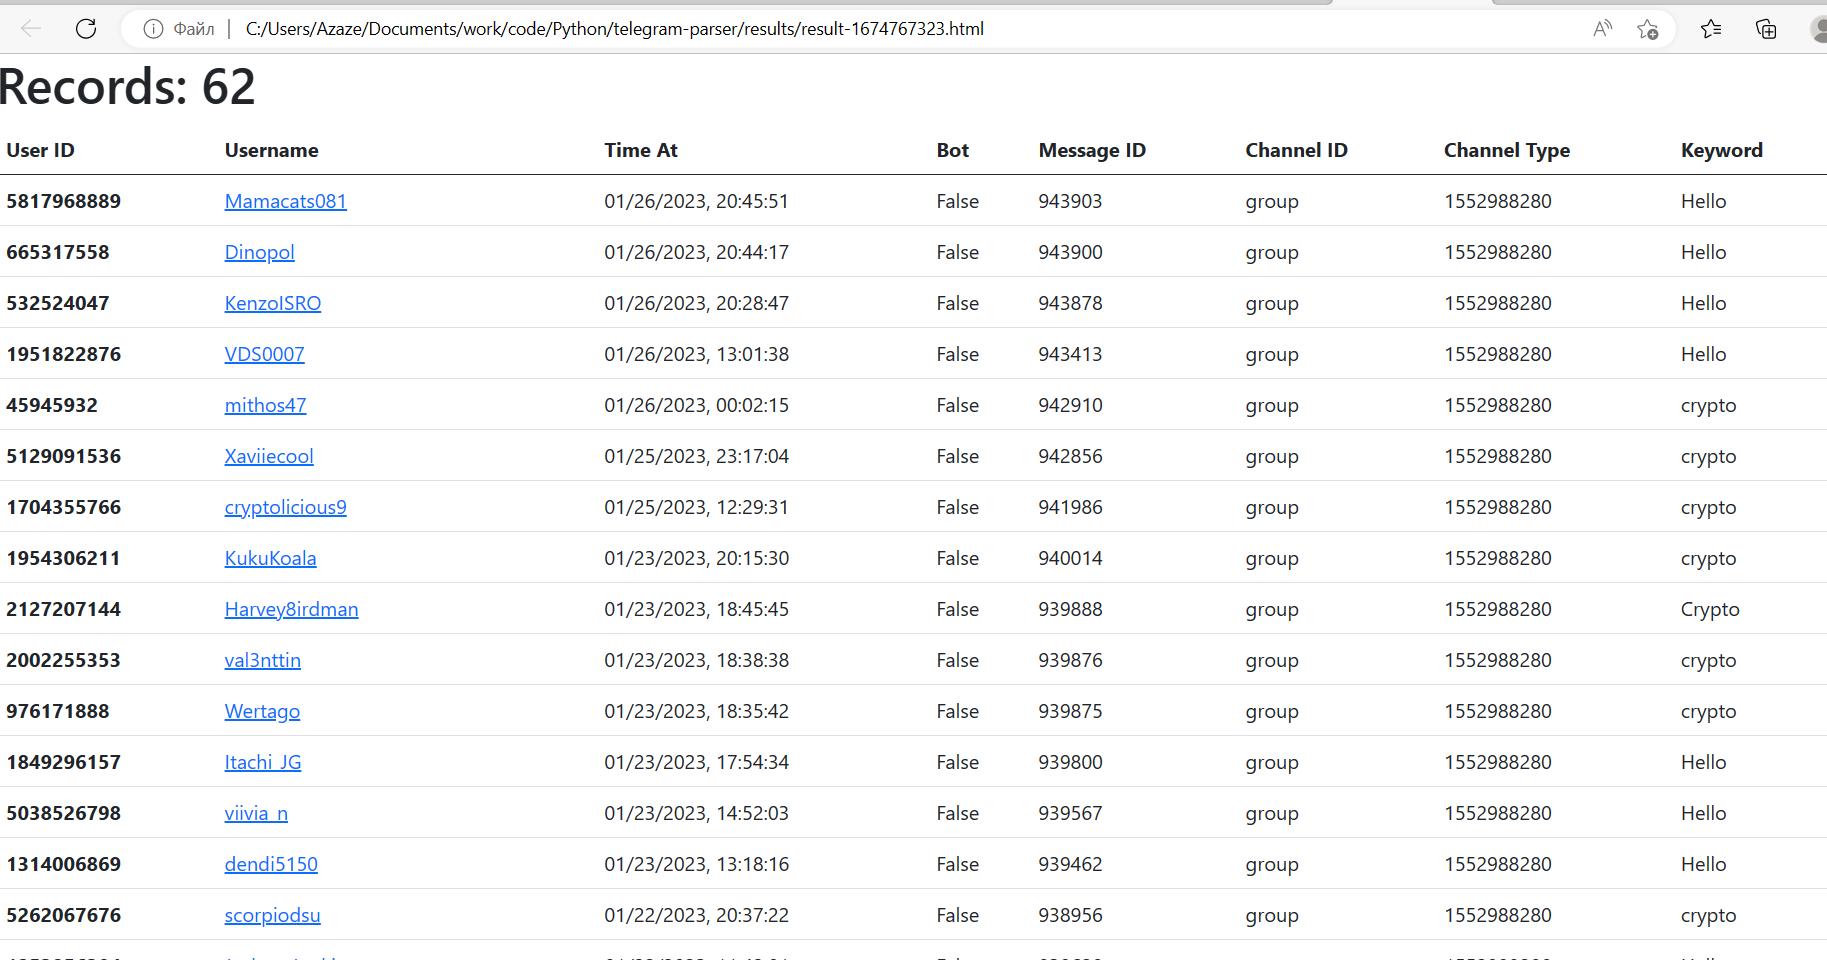 Файл | C:/Users/Azaze/Documents/work/code/Python/telegram-parser/results/result-1674767323.html
Records: 62
User ID Username Time At Bot Message ID Channel ID Channel Type Keyword
5817968889 Mamacats081 01/26/2023, 20:45:51 False 943903 group 1552988280 Hello
665317558 Dinopol 01/26/2023, 20:44:17 False 943900 group 1552988280 Hello
532524047 KenzoISRO 01/26/2023, 20:28:47 False 943878 group 1552988280 Hello
1951822876 VDS0007 01/26/2023, 13:01:38 False 943413 group 1552988280 Hello
45945932 mithos47 01/26/2023, 00:02:15 False 942910 group 1552988280 crypto
5129091536 Xaviiecool 01/25/2023, 23:17:04 False 942856 group 1552988280 crypto
1704355766 cryptolicious9 01/25/2023, 12:29:31 False 941986 group 1552988280 crypto
1954306211 KukuKoala 01/23/2023, 20:15:30 False 940014 group 1552988280 crypto
2127207144 Harvey8irdman 01/23/2023, 18:45:45 False 939888 group 1552988280 Crypto
2002255353 val3nttin 01/23/2023, 18:38:38 False 939876 group 1552988280 crypto
976171888 Wertago 01/23/2023, 18:35:42 False 939875 group 1552988280 crypto
1849296157 Itachi_JG 01/23/2023, 17:54:34 False 939800 group 1552988280 Hello
5038526798 viivia_n 01/23/2023, 14:52:03 False 939567 group 1552988280 Hello
1314006869 dendi5150 01/23/2023, 13:18:16 False 939462 group 1552988280 Hello
5262067676 scorpiodsu 01/22/2023, 20:37:22 False 938956 group 1552988280 crypto